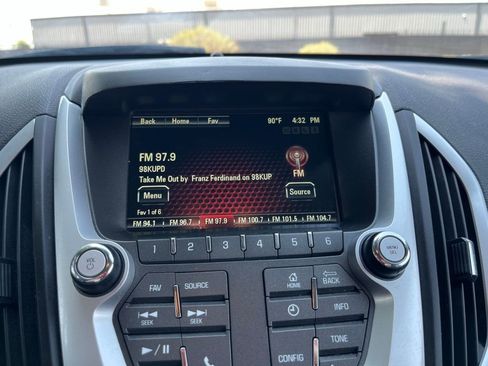 Back Home Fav 90°F 4:32 PM
FM 97.9
98KUPD
Take Me Out by Franz Ferdinand on 98KUP
FM
Menu Source
Fav 1 of 6
FM 94.1 FM 96.7 FM 97.9 FM 100.7 FM 101.5 FM 104.7
1 2 3 4 5 6
VOL
MENU
SEL
FAV SOURCE HOME BACK
SEEK SEEK INFO
TONE
CONFIG